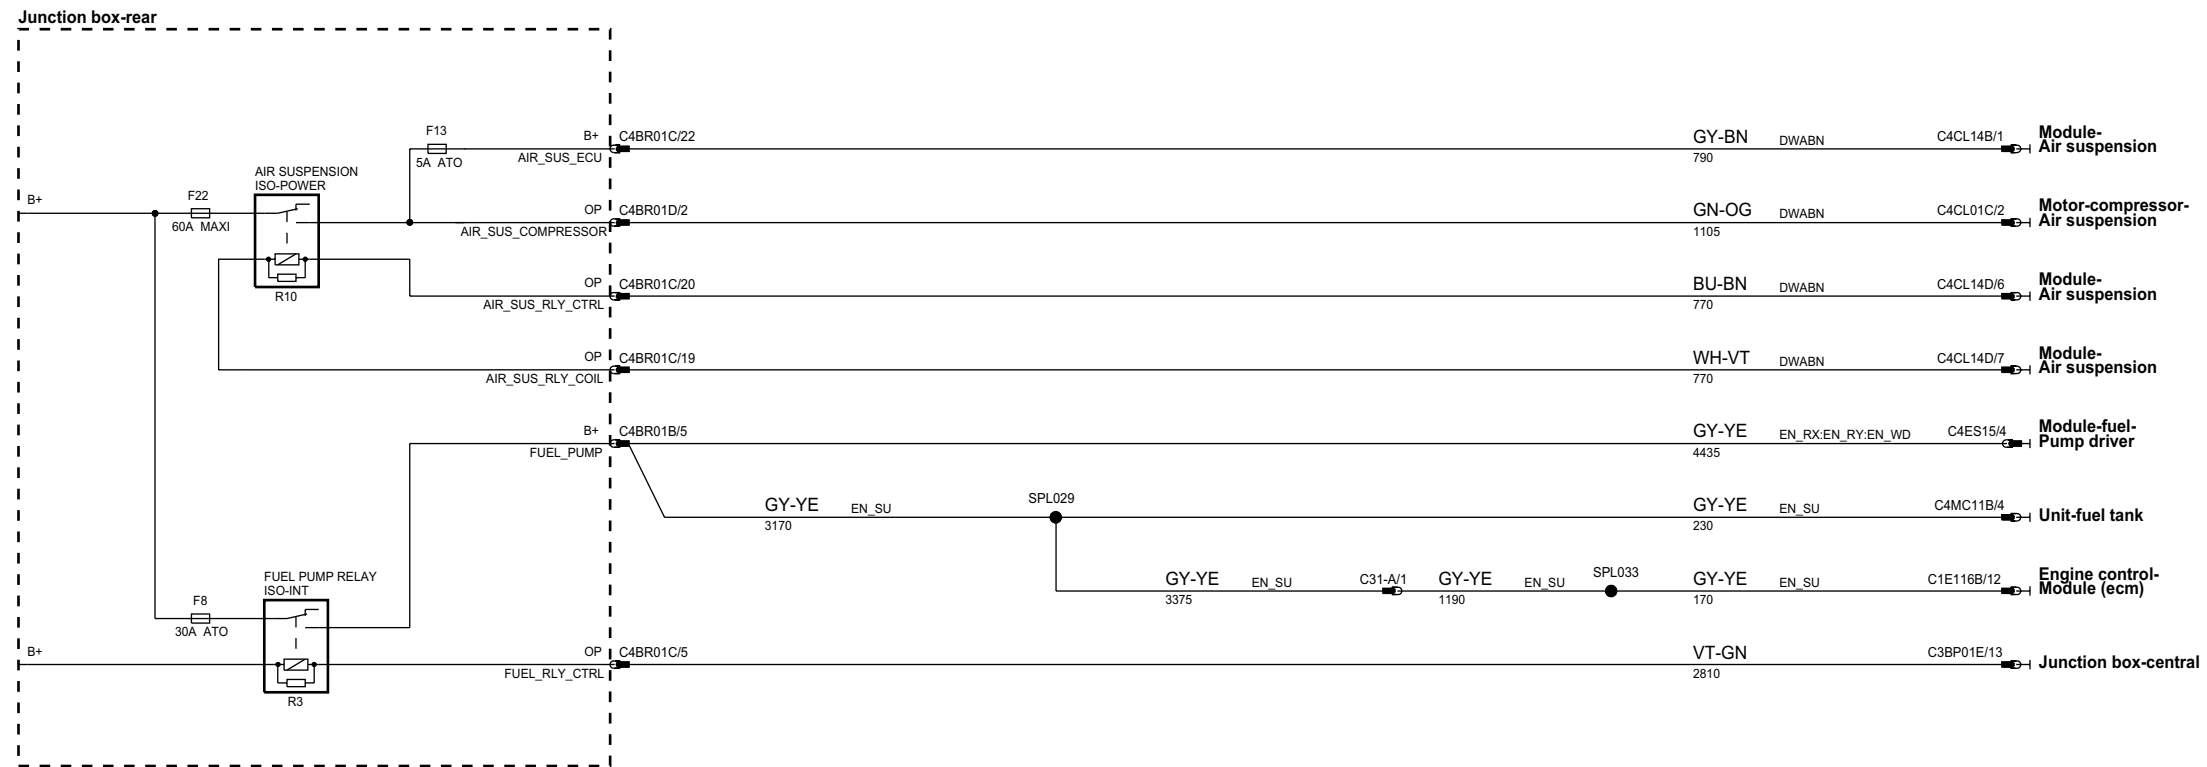 Junction box-rear
F13
5A ATO
B+
AIR_SUS_ECU
C4BR01C/22
GY-BN
790
DWABN
C4CL14B/1
Module-
Air suspension
AIR SUSPENSION
ISO-POWER
B+
F22
60A MAXI
R10
OP
AIR_SUS_COMPRESSOR
C4BR01D/2
GN-OG
1105
DWABN
C4CL01C/2
Motor-compressor-
Air suspension
OP
AIR_SUS_RLY_CTRL
C4BR01C/20
BU-BN
770
DWABN
C4CL14D/6
Module-
Air suspension
OP
AIR_SUS_RLY_COIL
C4BR01C/19
WH-VT
770
DWABN
C4CL14D/7
Module-
Air suspension
B+
FUEL_PUMP
C4BR01B/5
GY-YE
4435
EN_RX:EN_RY:EN_WD
C4ES15/4
Module-fuel-
Pump driver
GY-YE
3170
EN_SU
SPL029
GY-YE
230
EN_SU
C4MC11B/4
Unit-fuel tank
FUEL PUMP RELAY
ISO-INT
F8
30A ATO
GY-YE
3375
EN_SU
C31-A/1
GY-YE
1190
EN_SU
SPL033
GY-YE
170
EN_SU
C1E116B/12
Engine control-
Module (ecm)
B+
R3
OP
FUEL_RLY_CTRL
C4BR01C/5
VT-GN
2810
C3BP01E/13
Junction box-central